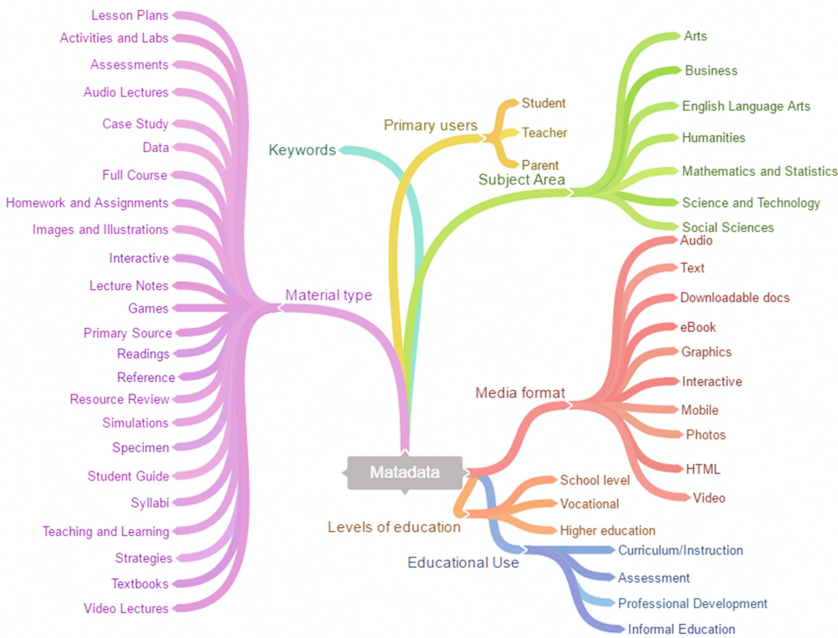 Lesson Plans
Activities and Labs
Assessments
Audio Lectures
Case Study
Data
Full Course
Homework and Assignments
Images and Illustrations
Interactive
Lecture Notes
Games
Primary Source
Readings
Reference
Resource Review
Simulations
Specimen
Student Guide
Syllabi
Teaching and Learning
Strategies
Textbooks
Video Lectures
Material type
Keywords
Primary users
Student
Teacher
Parent
Subject Area
Arts
Business
English Language Arts
Humanities
Mathematics and Statistics
Science and Technology
Social Sciences
Media format
Audio
Text
Downloadable docs
eBook
Graphics
Interactive
Mobile
Photos
HTML
Video
Matadata
Levels of education
School level
Vocational
Higher education
Educational Use
Curriculum/Instruction
Assessment
Professional Development
Informal Education